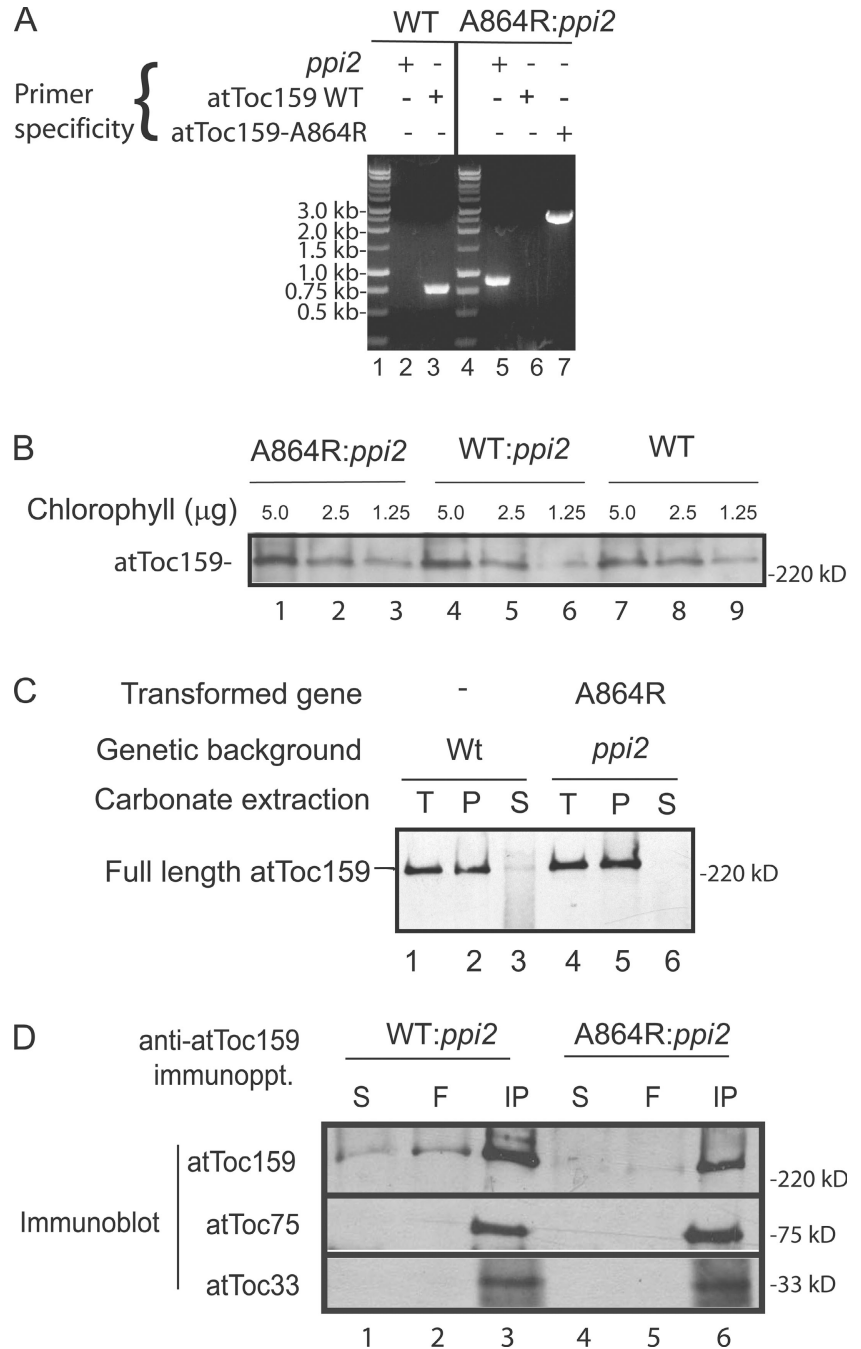 A
WT A864R:ppi2
ppi2 + - + - -
Primer specificity { atToc159 WT - + - + -
atToc159-A864R - - - - +
3.0 kb-
2.0 kb-
1.5 kb-
1.0 kb-
0.75 kb-
0.5 kb-
1 2 3 4 5 6 7
B
A864R:ppi2 WT:ppi2 WT
Chlorophyll (μg) 5.0 2.5 1.25 5.0 2.5 1.25 5.0 2.5 1.25
atToc159- -220 kD
1 2 3 4 5 6 7 8 9
C
Transformed gene - A864R
Genetic background Wt ppi2
Carbonate extraction T P S T P S
Full length atToc159 -220 kD
1 2 3 4 5 6
D
anti-atToc159 immunoppt. WT:ppi2 A864R:ppi2
S F IP S F IP
atToc159 -220 kD
Immunoblot atToc75 -75 kD
atToc33 -33 kD
1 2 3 4 5 6